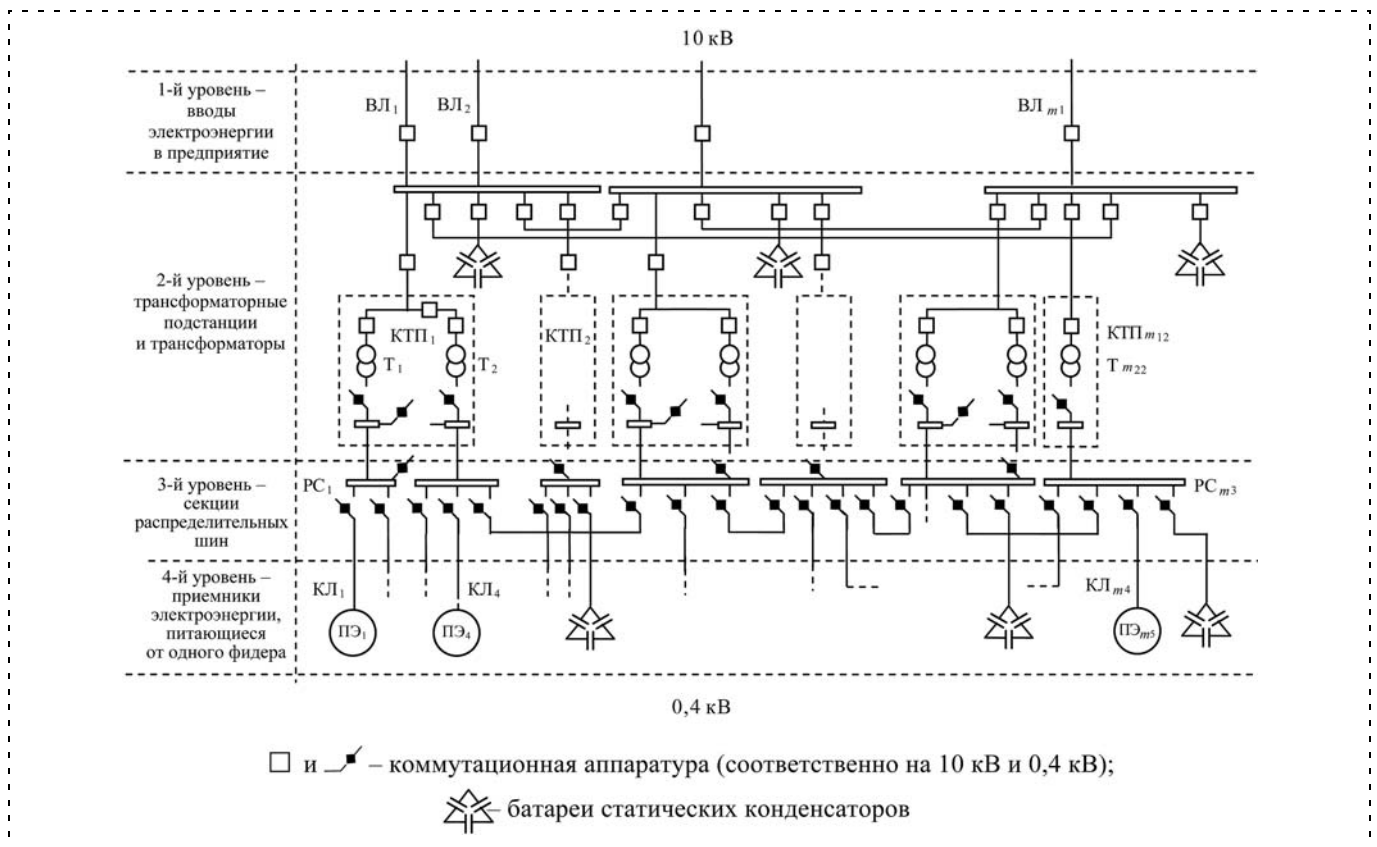 10 кВ
1-й уровень –
вводы
электроэнергии
в предприятие
ВЛ1
ВЛ2
ВЛm1
2-й уровень –
трансформаторные
подстанции
и трансформаторы
КТП1
КТП2
КТПm12
Т1
Т2
Тm22
3-й уровень –
секции
распределительных
шин
РС1
РСm3
4-й уровень –
приемники
электроэнергии,
питающиеся
от одного фидера
КЛ1
КЛ4
КЛm4
ПЭ1
ПЭ4
ПЭm5
0,4 кВ
и – коммутационная аппаратура (соответственно на 10 кВ и 0,4 кВ);
– батареи статических конденсаторов